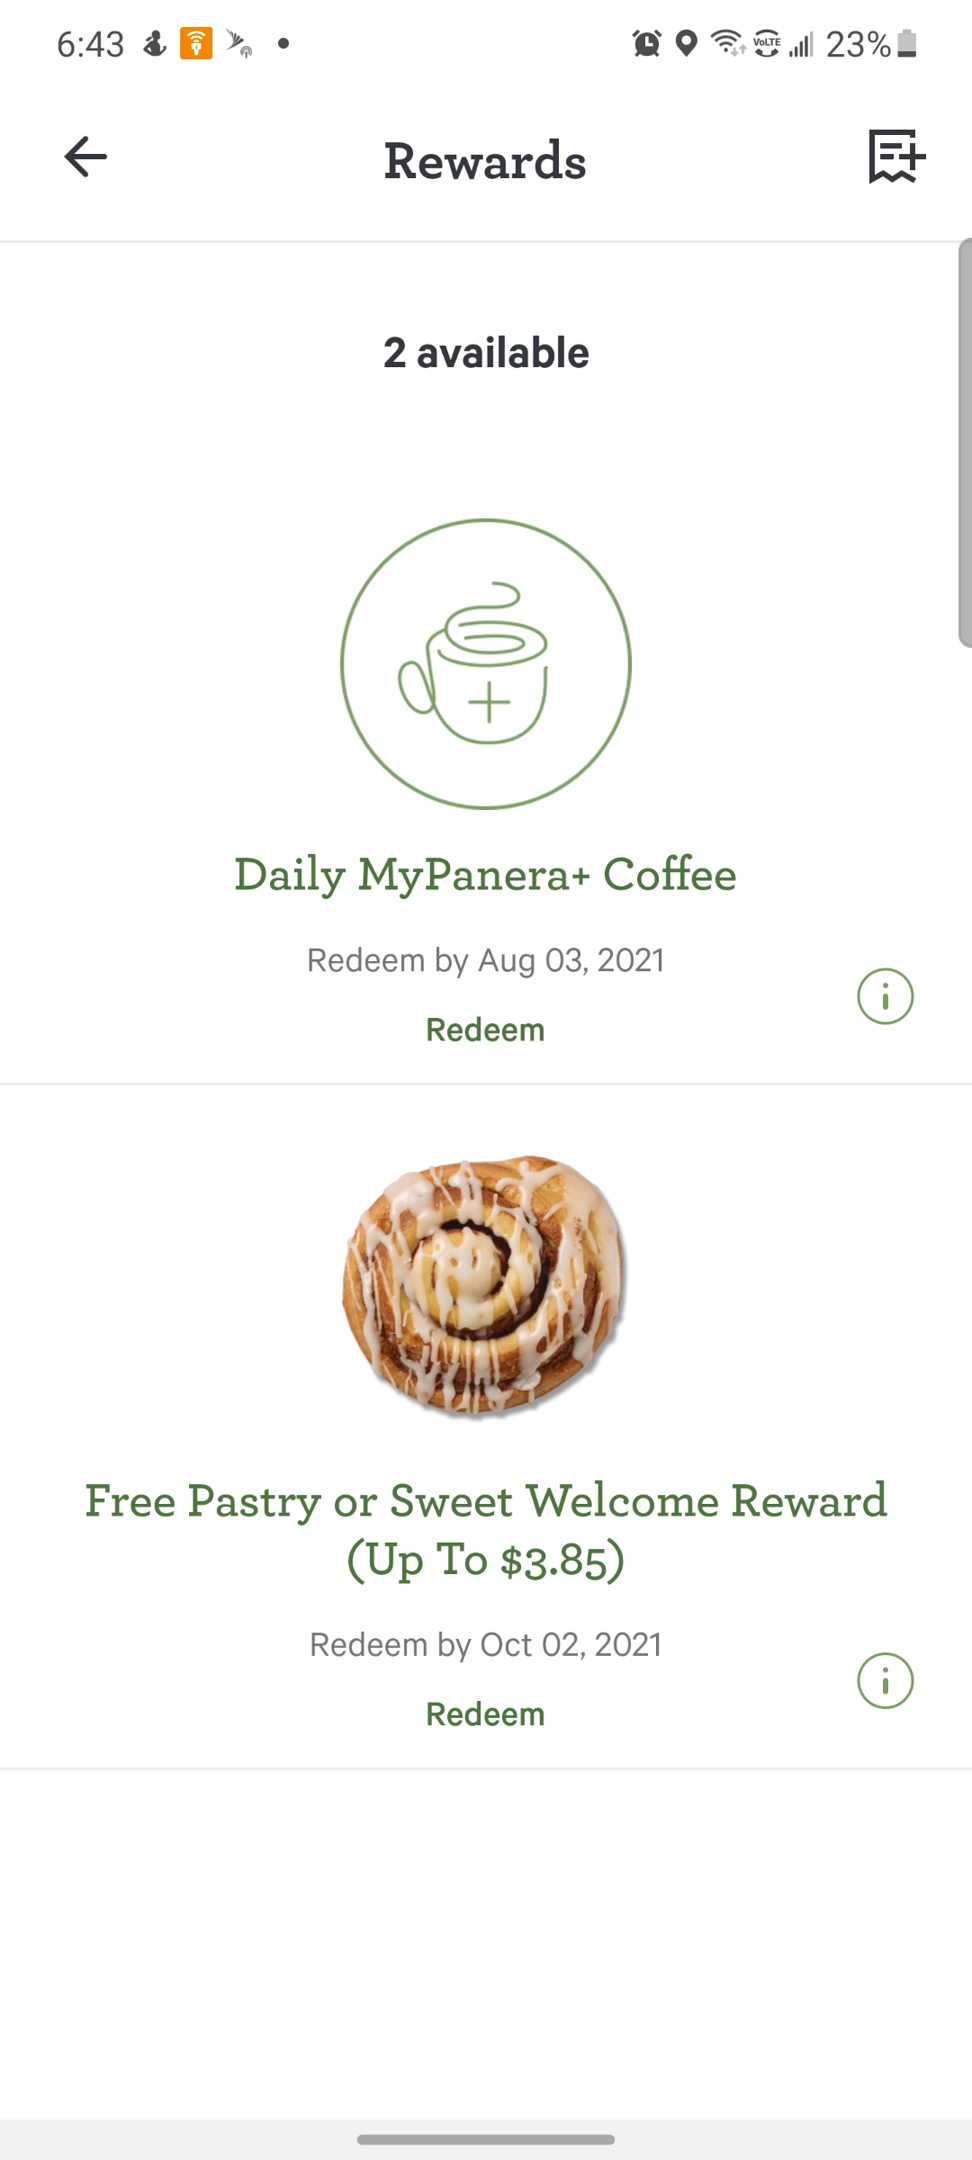 6:43
VoLTE
23%
Rewards
2 available
Daily MyPanera+ Coffee
Redeem by Aug 03, 2021
Redeem
Free Pastry or Sweet Welcome Reward
(Up To $3.85)
Redeem by Oct 02, 2021
Redeem